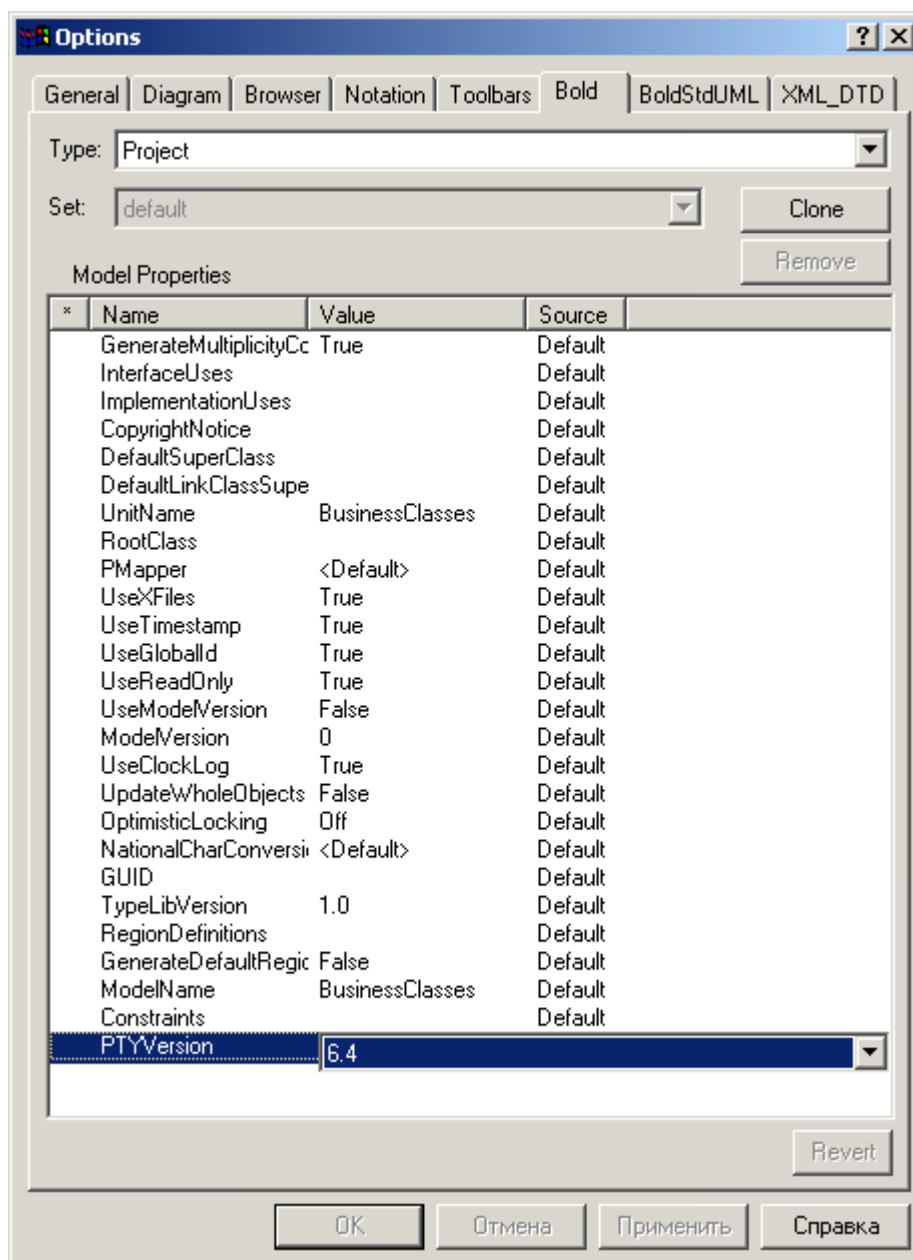 Options
General Diagram Browser Notation Toolbars Bold BoldStdUML XML_DTD
Type: Project
Set: default Clone
Remove
Model Properties
* Name Value Source
GenerateMultiplicityCc True Default
InterfaceUses Default
ImplementationUses Default
CopyrightNotice Default
DefaultSuperClass Default
DefaultLinkClassSupe Default
UnitName BusinessClasses Default
RootClass Default
PMapper <Default> Default
UseXFiles True Default
UseTimestamp True Default
UseGlobalId True Default
UseReadOnly True Default
UseModelVersion False Default
ModelVersion 0 Default
UseClockLog True Default
UpdateWholeObjects False Default
OptimisticLocking Off Default
NationalCharConversi <Default> Default
GUID Default
TypeLibVersion 1.0 Default
RegionDefinitions Default
GenerateDefaultRegic False Default
ModelName BusinessClasses Default
Constraints Default
PTYVersion 6.4
Revert
OK Отмена Применить Справка